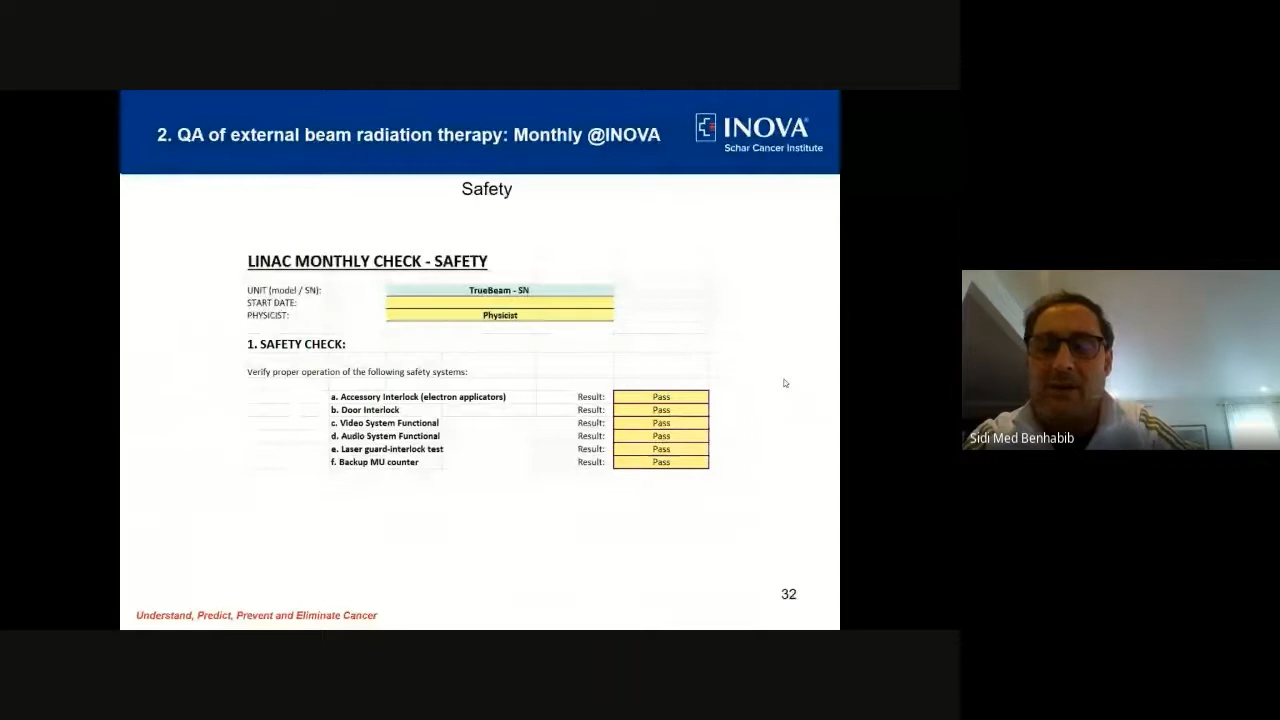 2. QA of external beam radiation therapy: Monthly @INOVA
INOVA
Schar Cancer Institute
Safety
LINAC MONTHLY CHECK - SAFETY
UNIT (model / SN): TrueBeam - SN
START DATE:
PHYSICIST: Physicist
1. SAFETY CHECK:
Verify proper operation of the following safety systems:
a. Accessory Interlock (electron applicators) Result: Pass
b. Door Interlock Result: Pass
c. Video System Functional Result: Pass
d. Audio System Functional Result: Pass
e. Laser guard-interlock test Result: Pass
f. Backup MU counter Result: Pass
32
Understand, Predict, Prevent and Eliminate Cancer
Sidi Med Benhabib